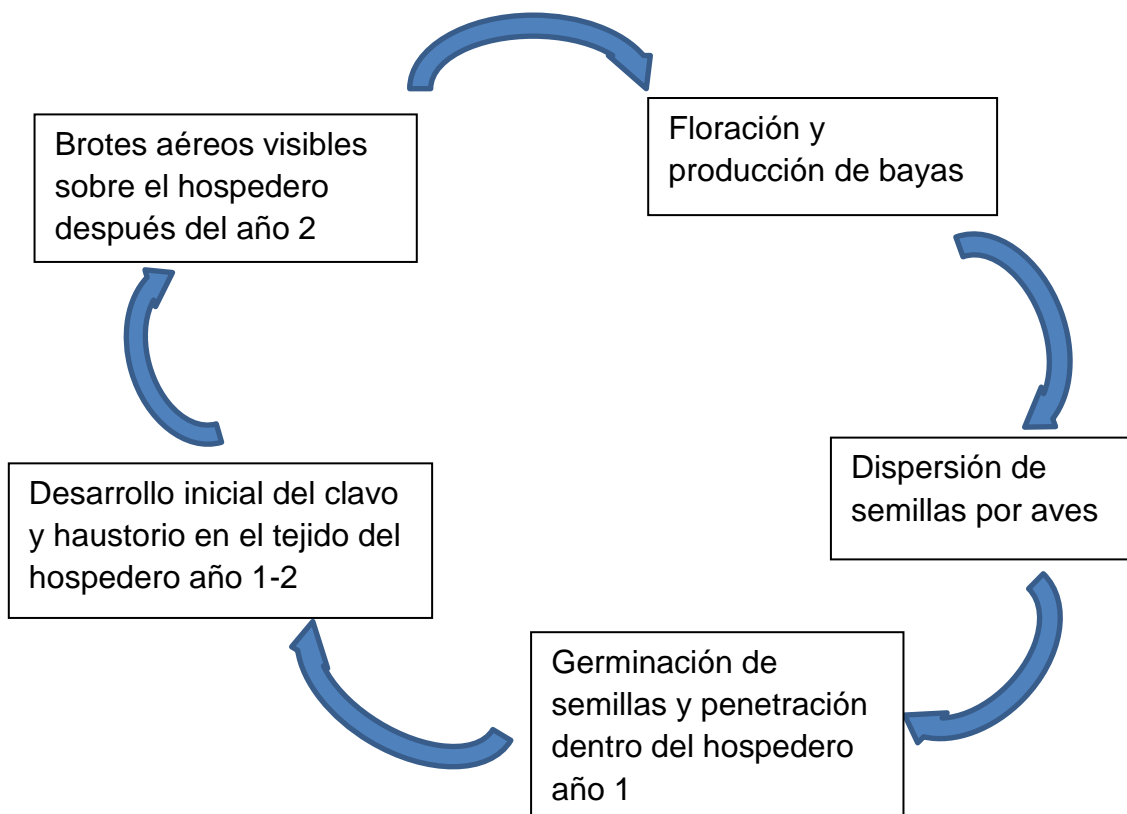 Brotes aéreos visibles
sobre el hospedero
después del año 2
Floración y
producción de bayas
Dispersión de
semillas por aves
Germinación de
semillas y penetración
dentro del hospedero
año 1
Desarrollo inicial del clavo
y haustorio en el tejido del
hospedero año 1-2